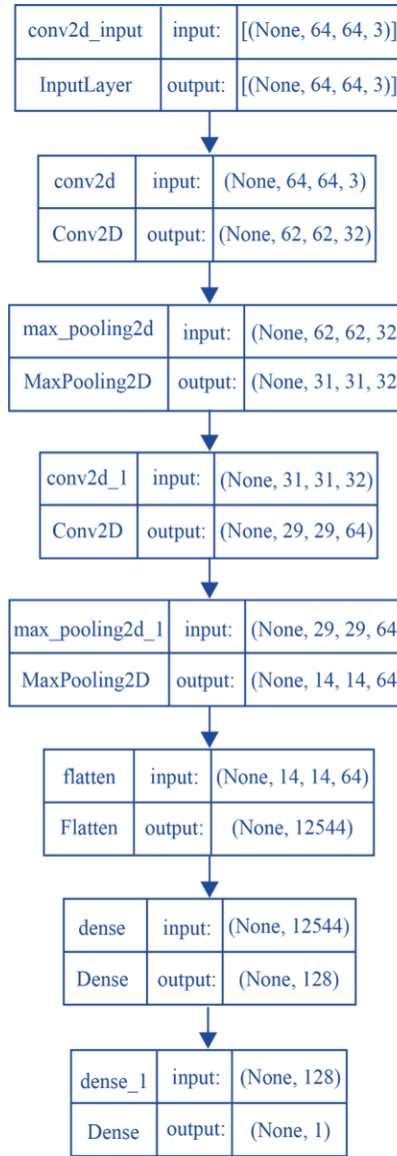 conv2d_input input: [(None, 64, 64, 3)]
InputLayer output: [(None, 64, 64, 3)]
conv2d input: (None, 64, 64, 3)
Conv2D output: (None, 62, 62, 32)
max_pooling2d input: (None, 62, 62, 32
MaxPooling2D output: (None, 31, 31, 32
conv2d_1 input: (None, 31, 31, 32)
Conv2D output: (None, 29, 29, 64)
max_pooling2d_1 input: (None, 29, 29, 64
MaxPooling2D output: (None, 14, 14, 64
flatten input: (None, 14, 14, 64)
Flatten output: (None, 12544)
dense input: (None, 12544)
Dense output: (None, 128)
dense_1 input: (None, 128)
Dense output: (None, 1)